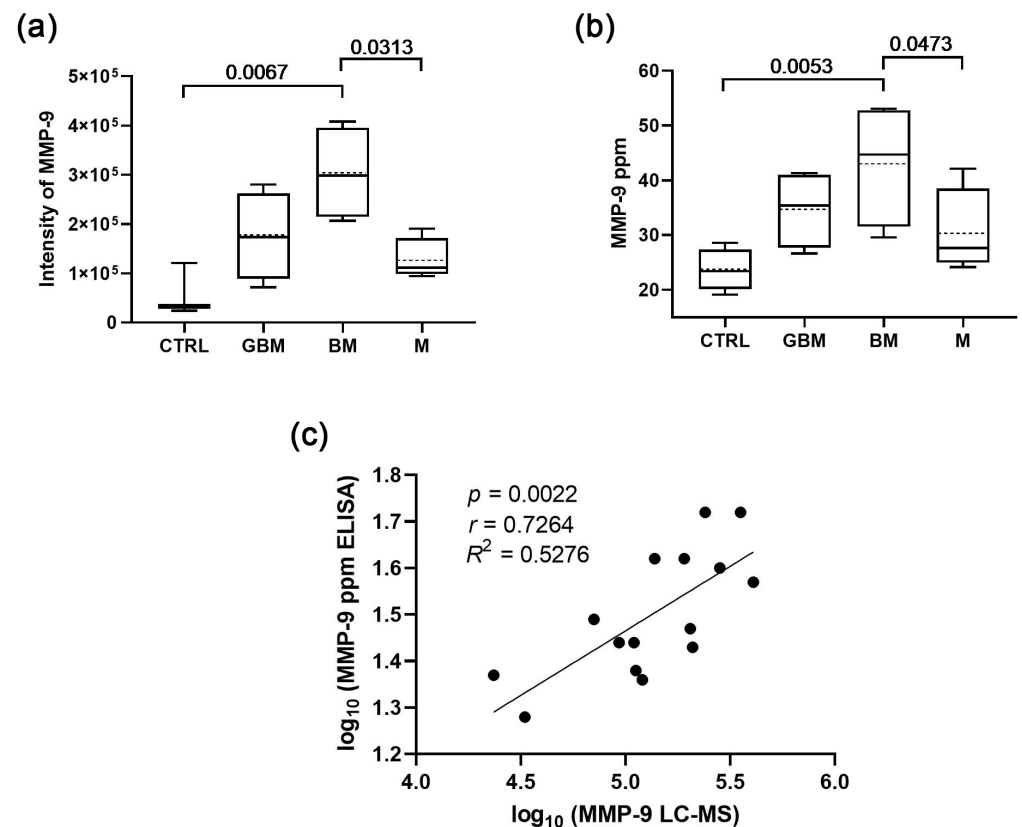 (a)
0.0313
0.0067
5×10⁵
4×10⁵
3×10⁵
2×10⁵
1×10⁵
0
Intensity of MMP-9
CTRL GBM BM M
(b)
0.0473
0.0053
60
50
40
30
20
MMP-9 ppm
CTRL GBM BM M
(c)
1.8
1.7
1.6
1.5
1.4
1.3
1.2
log₁₀ (MMP-9 ppm ELISA)
p = 0.0022
r = 0.7264
R² = 0.5276
4.0 4.5 5.0 5.5 6.0
log₁₀ (MMP-9 LC-MS)